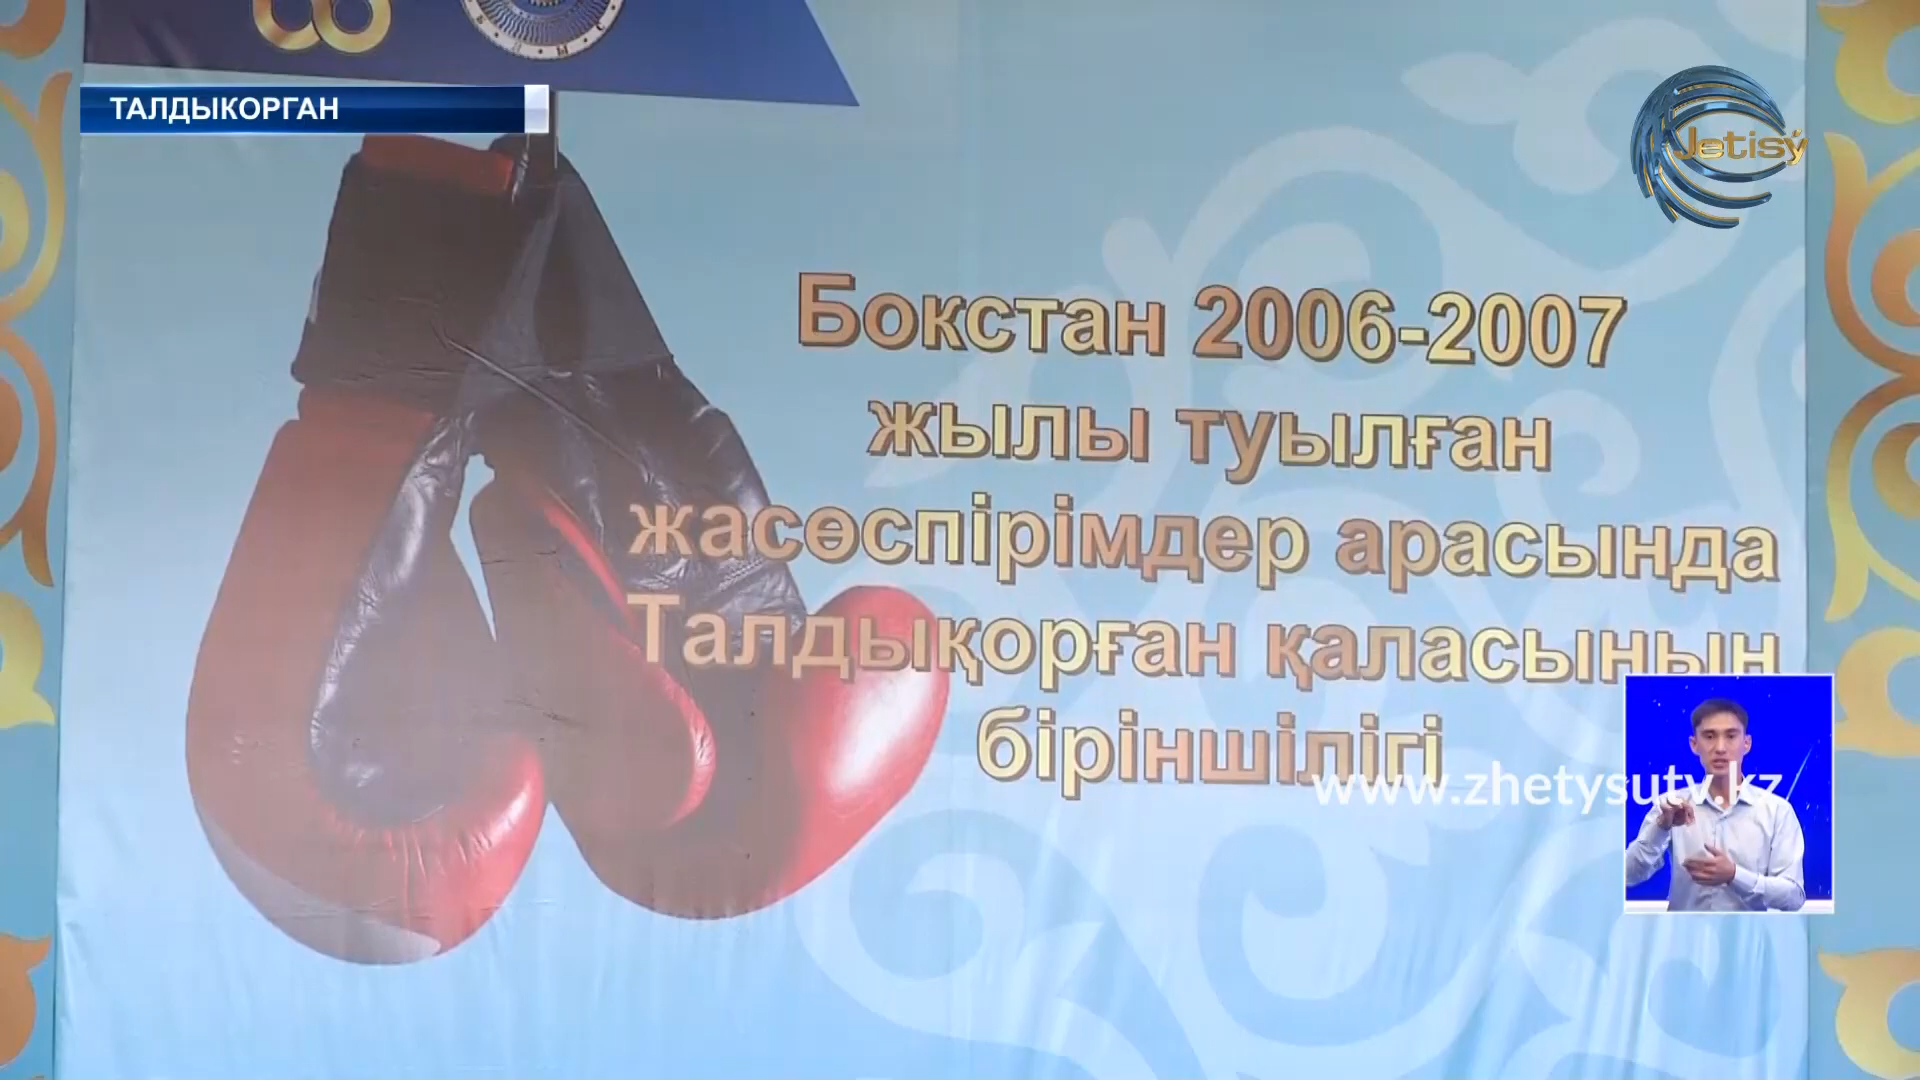 ТАЛДЫКОРГАН
Jetisý
Бокстан 2006-2007
жылы туылған
жасөспірімдер арасында
Талдықорған қаласының
біріншілігі
www.zhetysutv.kz